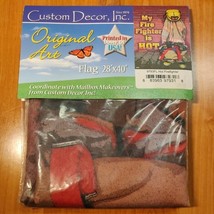 Custom Decor, Inc.
Original
Art
Printed in
USA!
Flag 28"x40"
Coordinate with Mailbox Makeovers
From Custom Decor, Inc!
My
Fire
Fighter
is
HOT